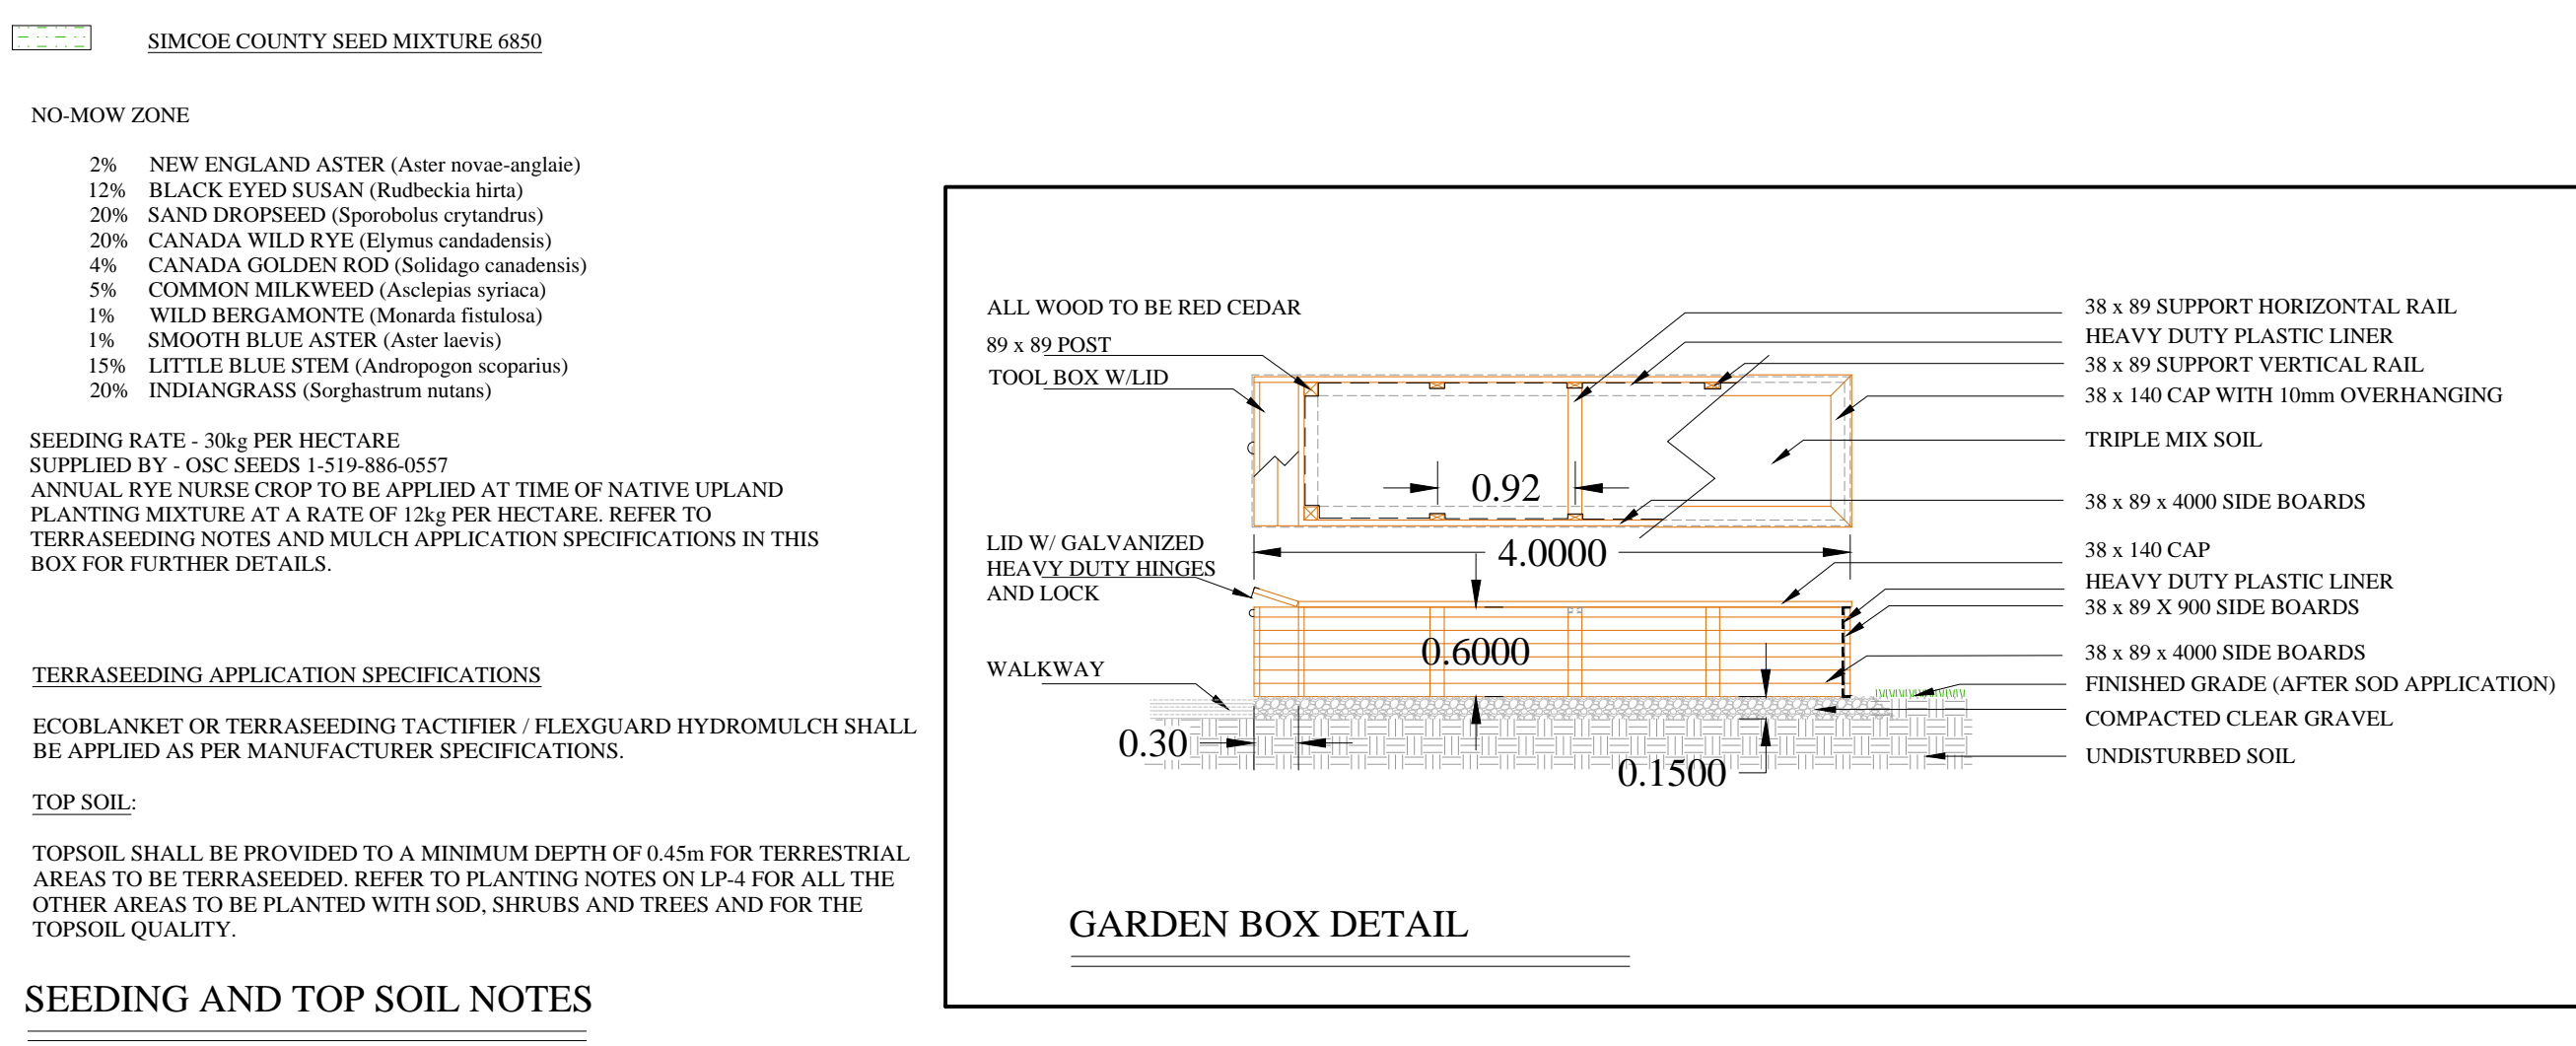 SIMCOE COUNTY SEED MIXTURE 6850
NO-MOW ZONE
2% NEW ENGLAND ASTER (Aster novae-anglaie)
12% BLACK EYED SUSAN (Rudbeckia hirta)
20% SAND DROPSEED (Sporobolus crytandrus)
20% CANADA WILD RYE (Elymus candadensis)
4% CANADA GOLDEN ROD (Solidago canadensis)
5% COMMON MILKWEED (Asclepias syriaca)
1% WILD BERGAMONTE (Monarda fistulosa)
1% SMOOTH BLUE ASTER (Aster laevis)
15% LITTLE BLUE STEM (Andropogon scoparius)
20% INDIANGRASS (Sorghastrum nutans)
SEEDING RATE - 30kg PER HECTARE
SUPPLIED BY - OSC SEEDS 1-519-886-0557
ANNUAL RYE NURSE CROP TO BE APPLIED AT TIME OF NATIVE UPLAND
PLANTING MIXTURE AT A RATE OF 12kg PER HECTARE. REFER TO
TERRASEEDING NOTES AND MULCH APPLICATION SPECIFICATIONS IN THIS
BOX FOR FURTHER DETAILS.
TERRASEEDING APPLICATION SPECIFICATIONS
ECOBLANKET OR TERRASEEDING TACTIFIER / FLEXGUARD HYDROMULCH SHALL
BE APPLIED AS PER MANUFACTURER SPECIFICATIONS.
TOP SOIL:
TOPSOIL SHALL BE PROVIDED TO A MINIMUM DEPTH OF 0.45m FOR TERRESTRIAL
AREAS TO BE TERRASEEDED. REFER TO PLANTING NOTES ON LP-4 FOR ALL THE
OTHER AREAS TO BE PLANTED WITH SOD, SHRUBS AND TREES AND FOR THE
TOPSOIL QUALITY.
SEEDING AND TOP SOIL NOTES
ALL WOOD TO BE RED CEDAR
89 x 89 POST
TOOL BOX W/LID
LID W/ GALVANIZED
HEAVY DUTY HINGES
AND LOCK
WALKWAY
0.92
4.0000
0.6000
0.30
0.1500
38 x 89 SUPPORT HORIZONTAL RAIL
HEAVY DUTY PLASTIC LINER
38 x 89 SUPPORT VERTICAL RAIL
38 x 140 CAP WITH 10mm OVERHANGING
TRIPLE MIX SOIL
38 x 89 x 4000 SIDE BOARDS
38 x 140 CAP
HEAVY DUTY PLASTIC LINER
38 x 89 X 900 SIDE BOARDS
38 x 89 x 4000 SIDE BOARDS
FINISHED GRADE (AFTER SOD APPLICATION)
COMPACTED CLEAR GRAVEL
UNDISTURBED SOIL
GARDEN BOX DETAIL